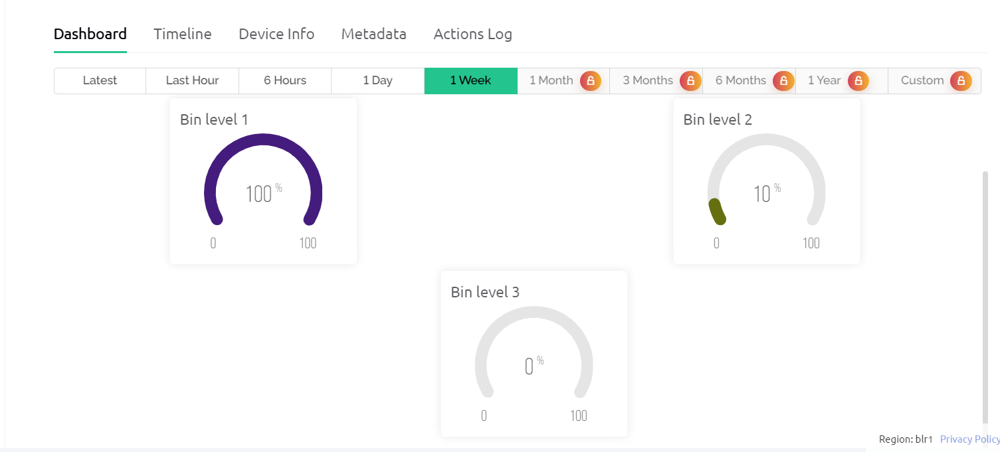 Dashboard Timeline Device Info Metadata Actions Log
Latest Last Hour 6 Hours 1 Day 1 Week 1 Month 3 Months 6 Months 1 Year Custom
Bin level 1
100 %
0 100
Bin level 2
10 %
0 100
Bin level 3
0 %
0 100
Region: blr1 Privacy Policy